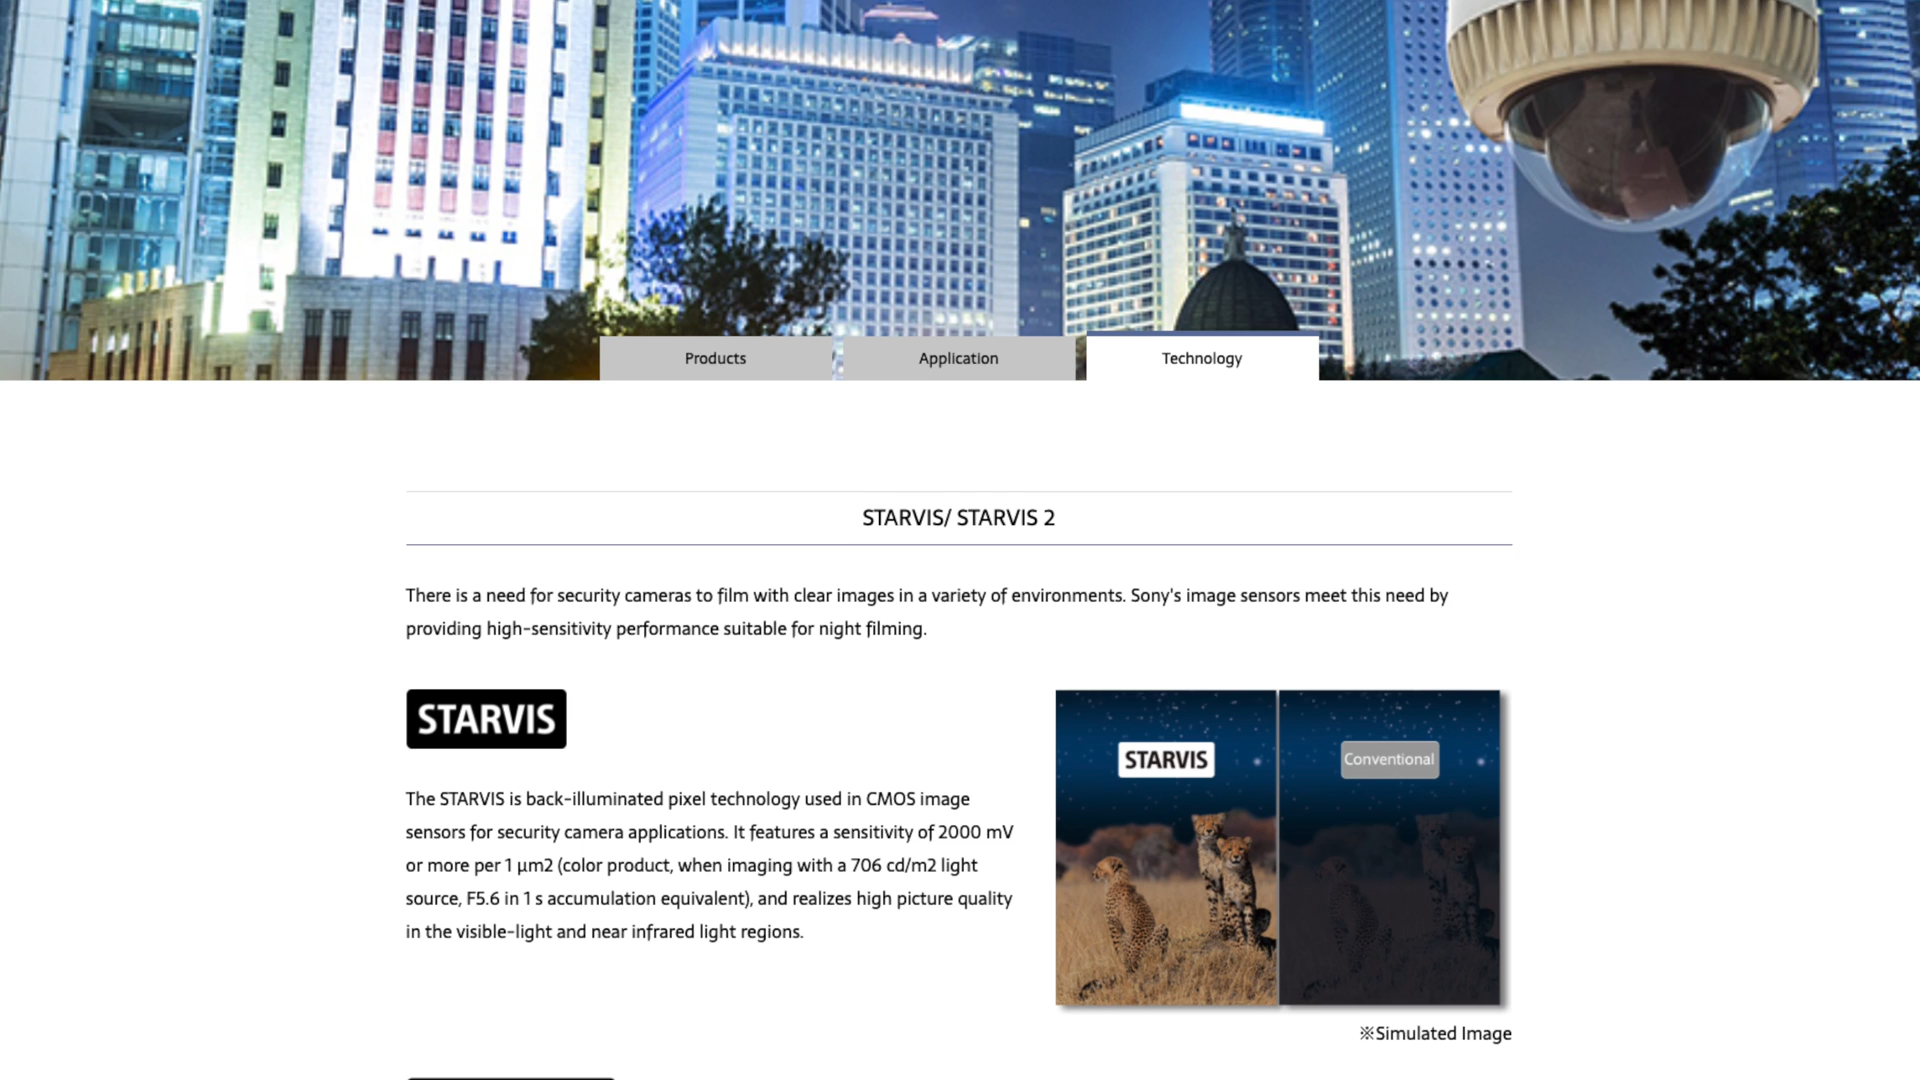 Products
Application
Technology
STARVIS/ STARVIS 2
There is a need for security cameras to film with clear images in a variety of environments. Sony's image sensors meet this need by
providing high-sensitivity performance suitable for night filming.
STARVIS
The STARVIS is back-illuminated pixel technology used in CMOS image
sensors for security camera applications. It features a sensitivity of 2000 mV
or more per 1 μm2 (color product, when imaging with a 706 cd/m2 light
source, F5.6 in 1 s accumulation equivalent), and realizes high picture quality
in the visible-light and near infrared light regions.
STARVIS
Conventional
※Simulated Image